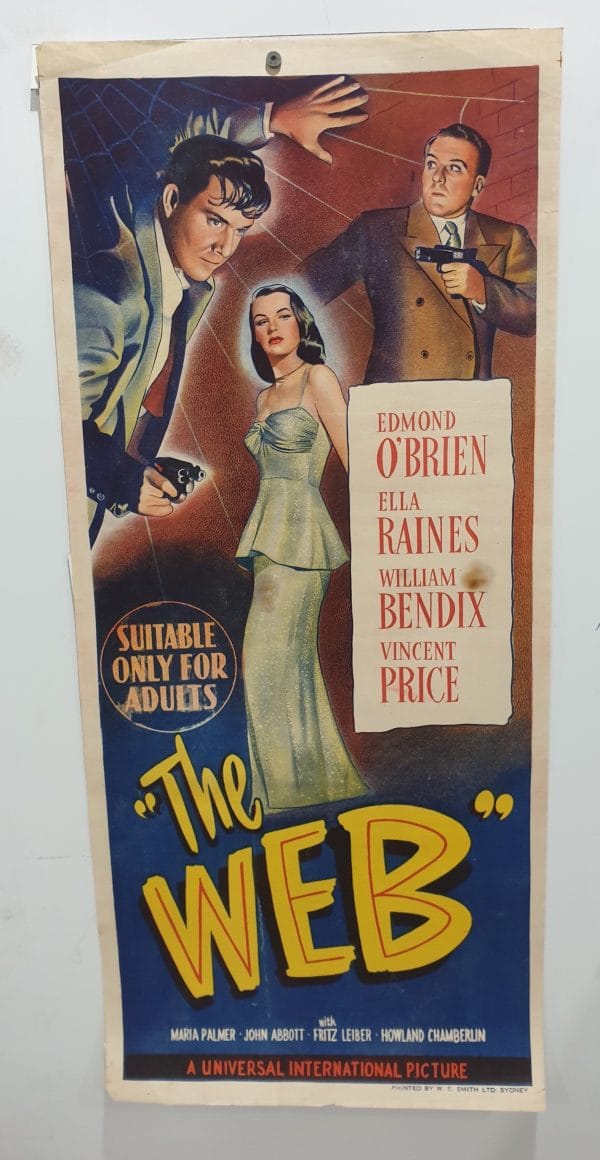 EDMOND
O'BRIEN
ELLA
RAINES
WILLIAM
BENDIX
VINCENT
PRICE
SUITABLE
ONLY FOR
ADULTS
"The
WEB"
with
MARIA PALMER · JOHN ABBOTT · FRITZ LEIBER · HOWLAND CHAMBERLIN
A UNIVERSAL INTERNATIONAL PICTURE
PRINTED BY W. E. SMITH LTD. SYDNEY